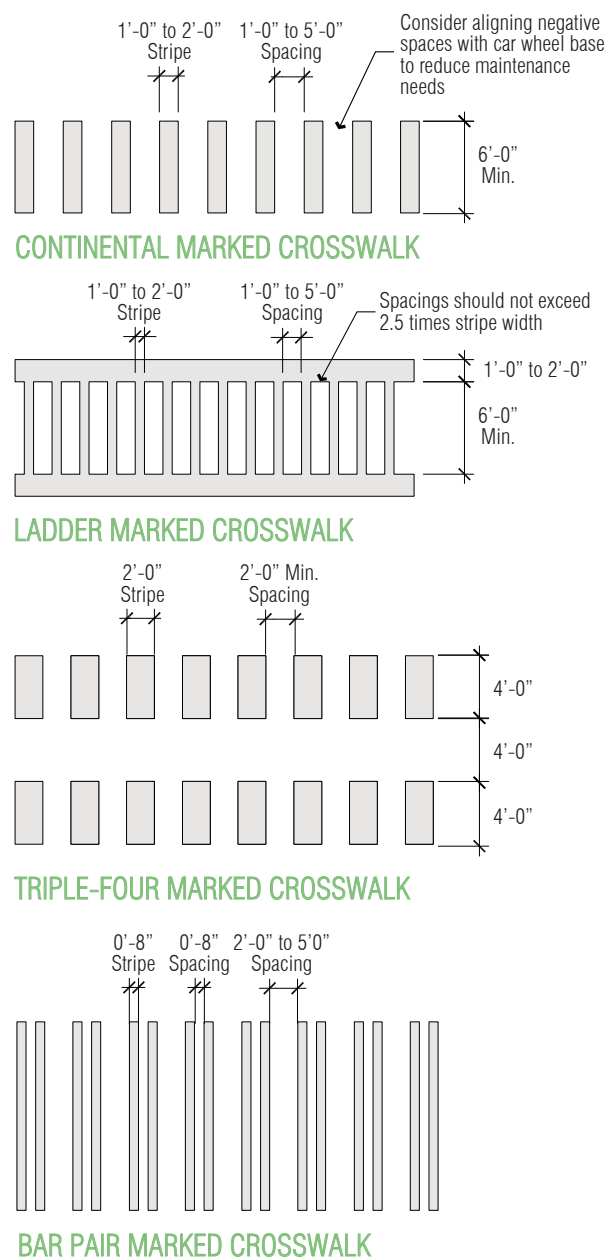 1’-0” to 2’-0”
Stripe
1’-0” to 5’-0”
Spacing
Consider aligning negative
spaces with car wheel base
to reduce maintenance
needs
6’-0”
Min.
CONTINENTAL MARKED CROSSWALK
1’-0” to 2’-0”
Stripe
1’-0” to 5’-0”
Spacing
Spacings should not exceed
2.5 times stripe width
1’-0” to 2’-0”
6’-0”
Min.
LADDER MARKED CROSSWALK
2’-0”
Stripe
2’-0” Min.
Spacing
4’-0”
4’-0”
4’-0”
TRIPLE-FOUR MARKED CROSSWALK
0’-8”
Stripe
0’-8”
Spacing
2’-0” to 5’0”
Spacing
BAR PAIR MARKED CROSSWALK